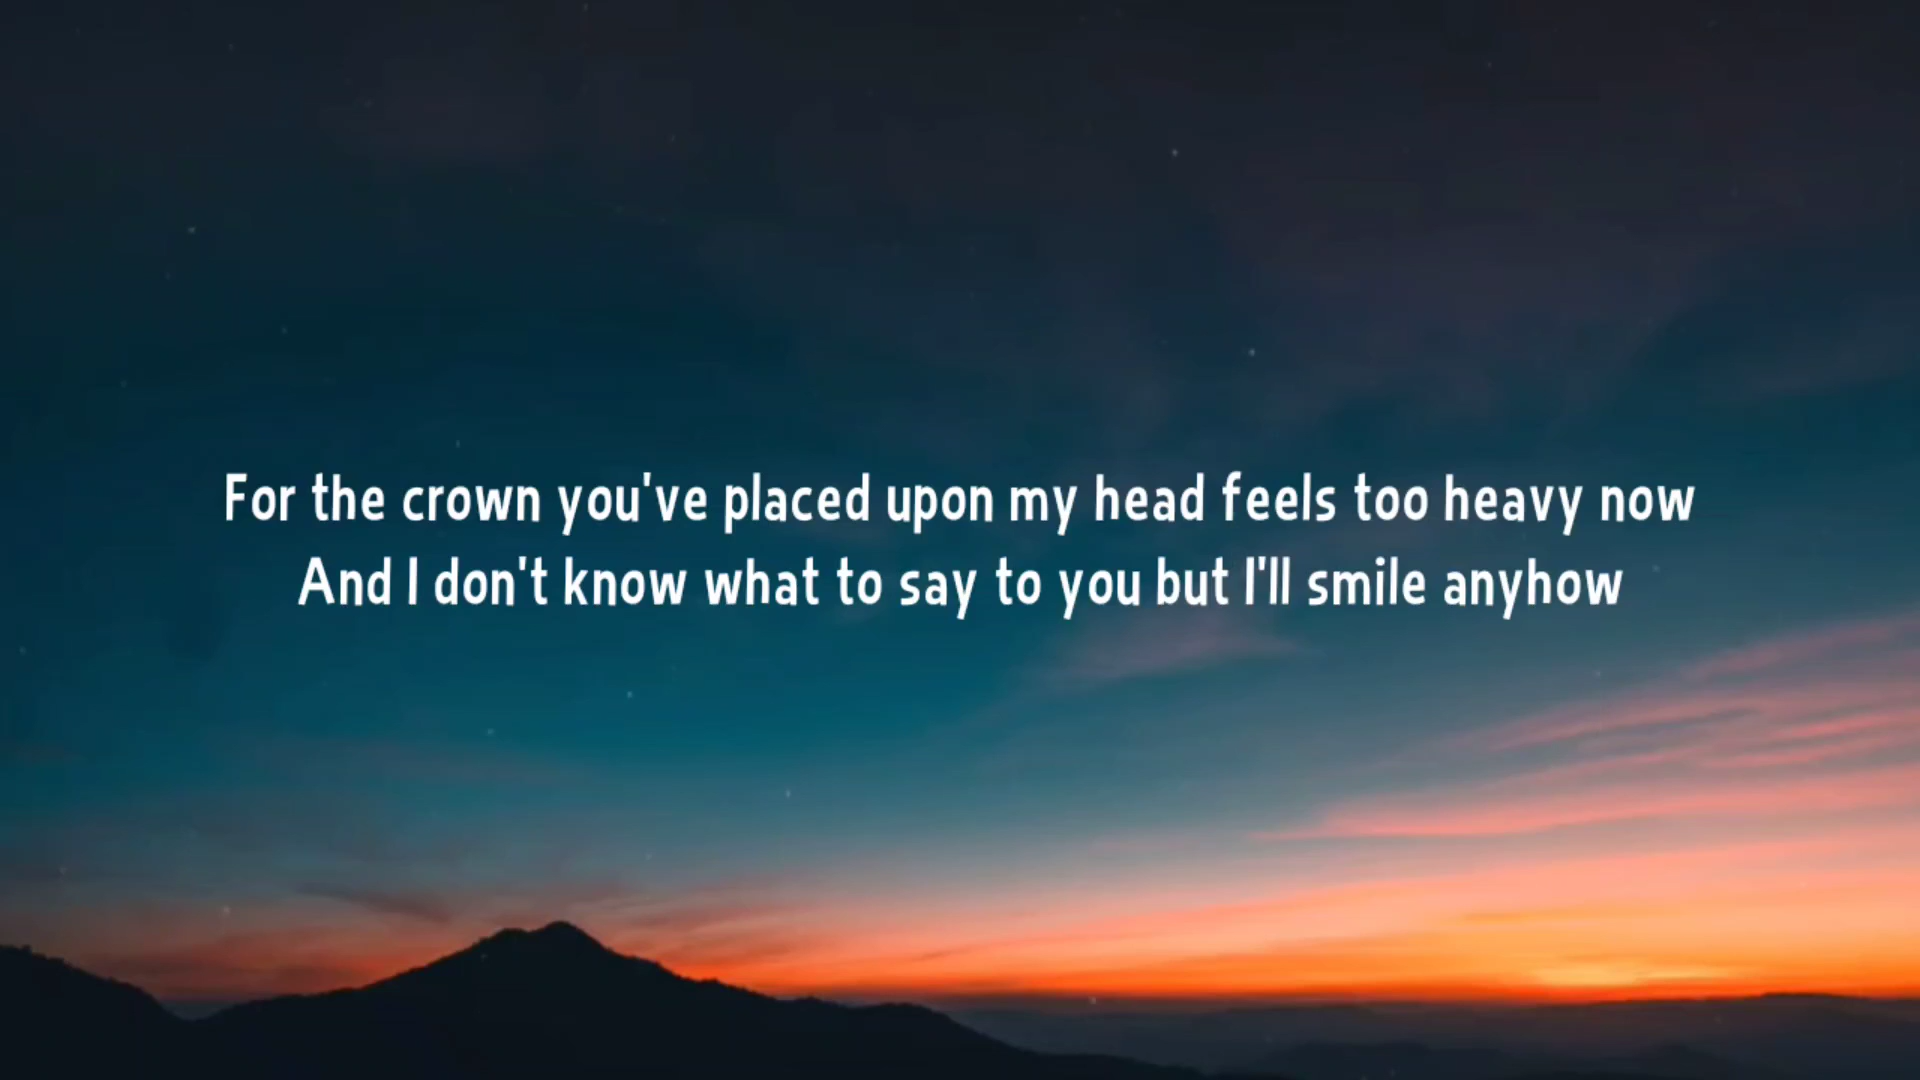 For the crown you've placed upon my head feels too heavy now
And I don't know what to say to you but I'll smile anyhow